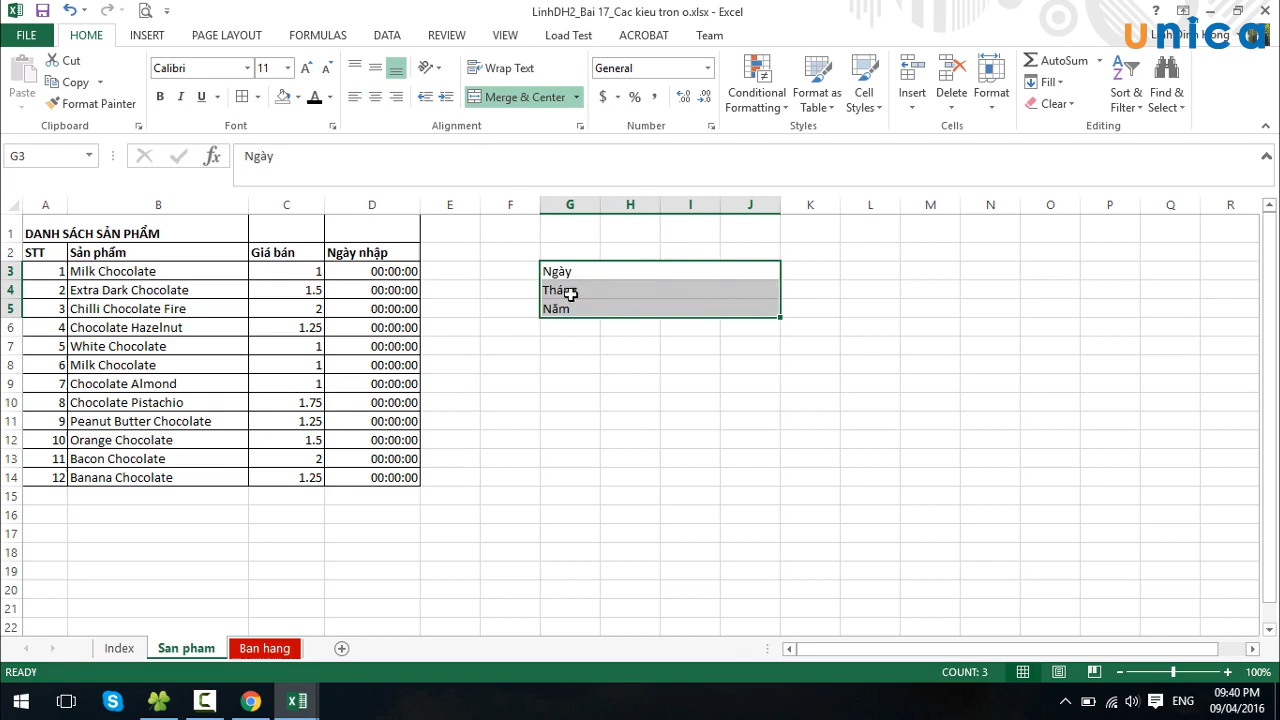 LinhDH2_Bai 17_Cac kieu tron o.xlsx - Excel
FILE HOME INSERT PAGE LAYOUT FORMULAS DATA REVIEW VIEW Load Test ACROBAT Team
unica
Paste Cut Copy Format Painter Clipboard
Calibri 11 B I U A Font
Wrap Text Merge & Center Alignment
General $ % , Number
Conditional Formatting Format as Table Cell Styles Styles
Insert Delete Format Cells
AutoSum Fill Clear Sort & Filter Find & Select Editing
G3 fx Ngày
A B C D E F G H I J K L M N O P Q R
1 DANH SÁCH SẢN PHẨM
2 STT Sản phẩm Giá bán Ngày nhập
3 1 Milk Chocolate 1 00:00:00 Ngày
4 2 Extra Dark Chocolate 1.5 00:00:00
5 3 Chilli Chocolate Fire 2 00:00:00 Năm
6 4 Chocolate Hazelnut 1.25 00:00:00
7 5 White Chocolate 1 00:00:00
8 6 Milk Chocolate 1 00:00:00
9 7 Chocolate Almond 1 00:00:00
10 8 Chocolate Pistachio 1.75 00:00:00
11 9 Peanut Butter Chocolate 1.25 00:00:00
12 10 Orange Chocolate 1.5 00:00:00
13 11 Bacon Chocolate 2 00:00:00
14 12 Banana Chocolate 1.25 00:00:00
15
16
17
18
19
20
21
22
Index San pham Ban hang
READY COUNT: 3 100%
ENG 09:40 PM
09/04/2016